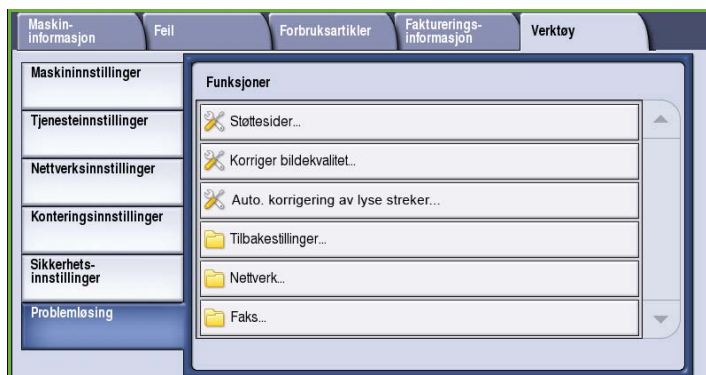 Maskin-
informasjon
Feil
Forbruksartikler
Fakturerings-
informasjon
Verktøy
Maskininnstillinger
Tjenesteinnstillinger
Nettverksinnstillinger
Konteringsinnstillinger
Sikkerhets-
innstillinger
Problemløsing
Funksjoner
Støttesider...
Korriger bildekvalitet...
Auto. korrigering av lyse streker...
Tilbakestillinger...
Nettverk...
Faks...